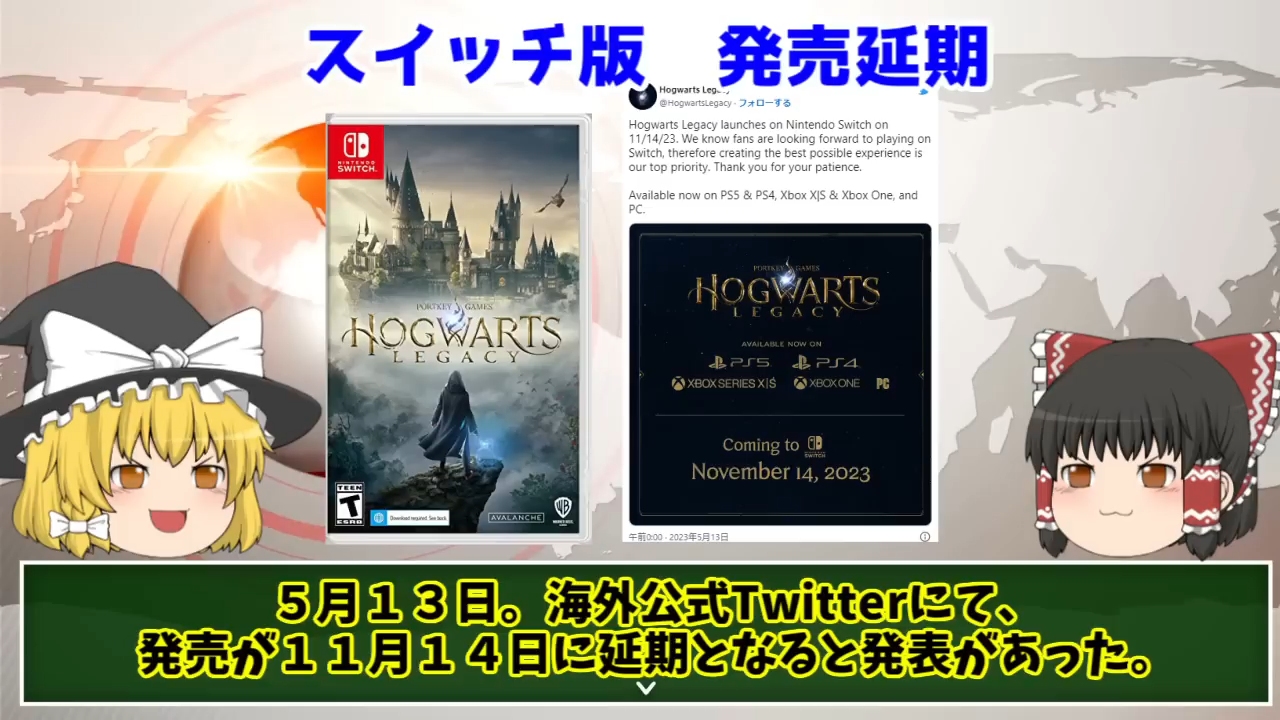 スイッチ版　発売延期
NINTENDO
SWITCH
PORTKEY GAMES
HOGWARTS
LEGACY
TEEN
T
ESRB
Download required. See back.
AVALANCHE
Hogwarts Leg
@HogwartsLegacy · フォローする
Hogwarts Legacy launches on Nintendo Switch on
11/14/23. We know fans are looking forward to playing on
Switch, therefore creating the best possible experience is
our top priority. Thank you for your patience.
Available now on PS5 & PS4, Xbox X|S & Xbox One, and
PC.
PORTKEY GAMES
HOGWARTS
LEGACY
AVAILABLE NOW ON
PS5 PS4
XBOX SERIES X|S XBOX ONE PC
Coming to
NINTENDO SWITCH
November 14, 2023
午前0:00 · 2023年5月13日
５月１３日。海外公式Twitterにて、
発売が１１月１４日に延期となると発表があった。